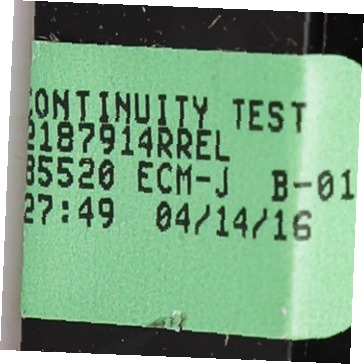 CONTINUITY TEST
2187914RREL
85520 ECM-J B-01
27:49 04/14/16